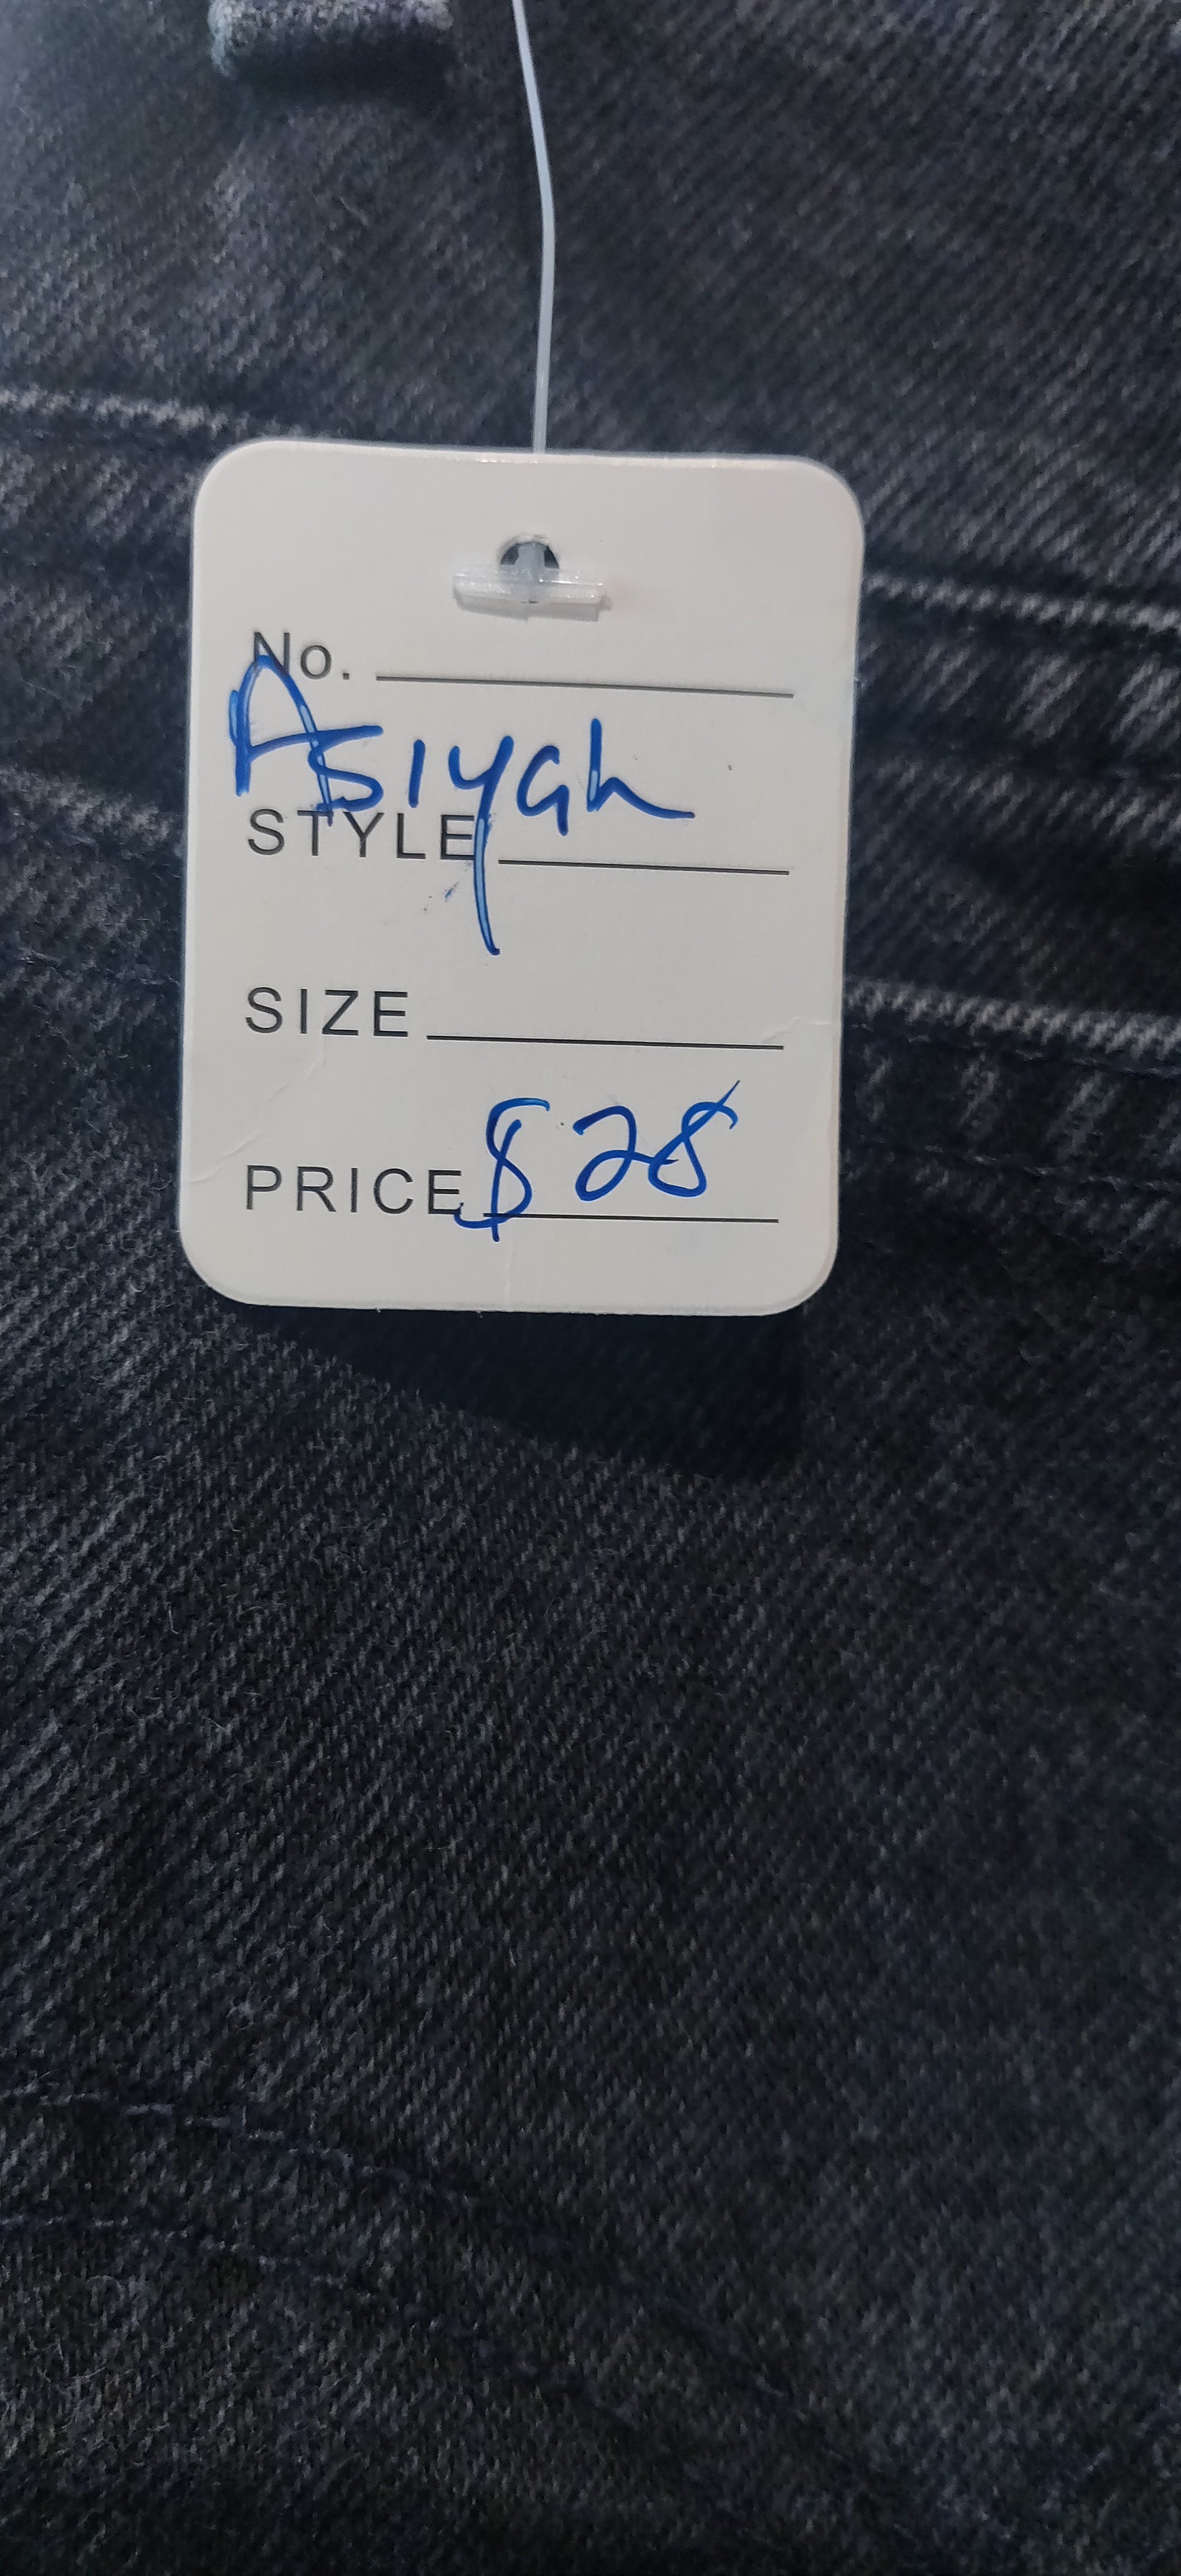 No.
Asiyah
STYLE
SIZE
PRICE $28